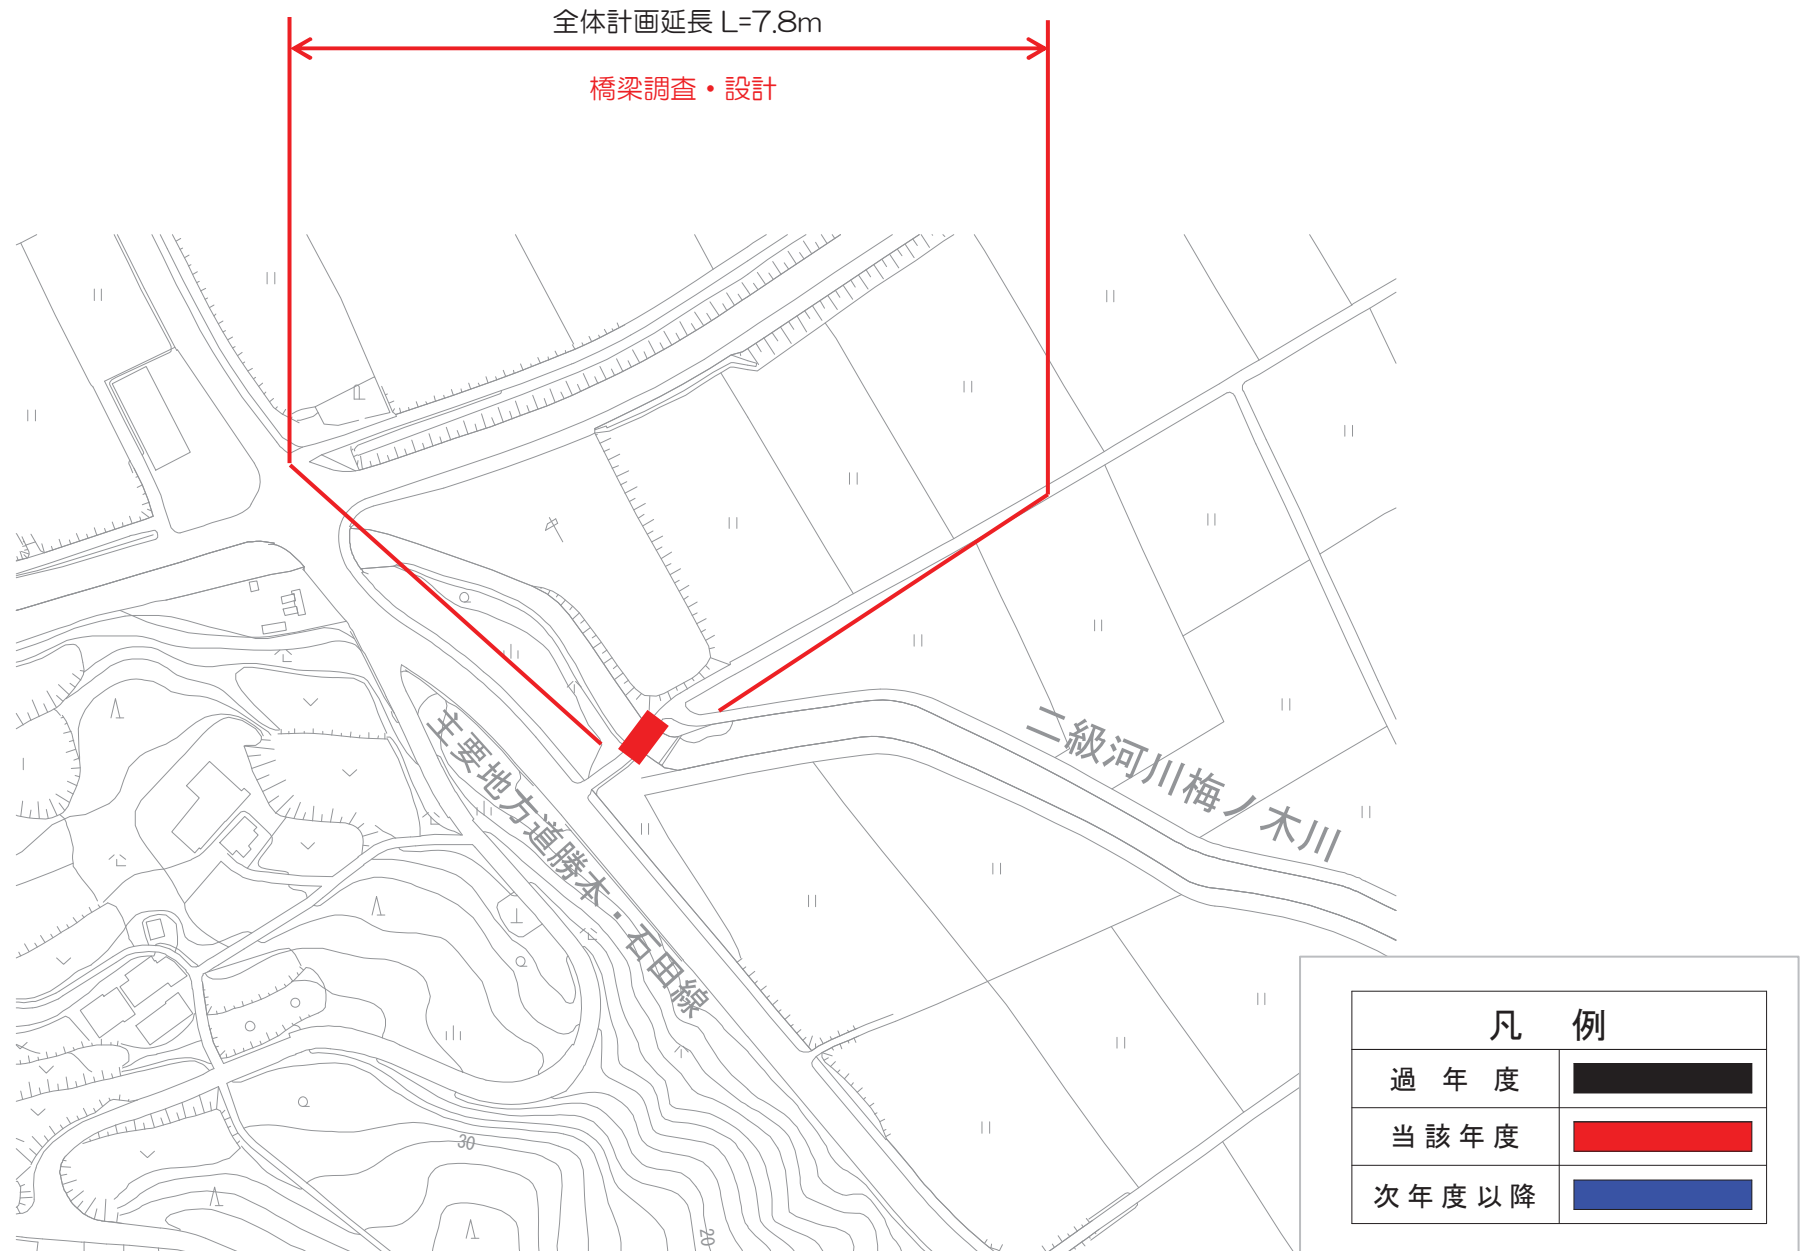 全体計画延長 L=7.8m
橋梁調査・設計
主要地方道勝本・石田線
二級河川梅ノ木川
30
20
凡 例
過 年 度
当 該 年 度
次 年 度 以 降